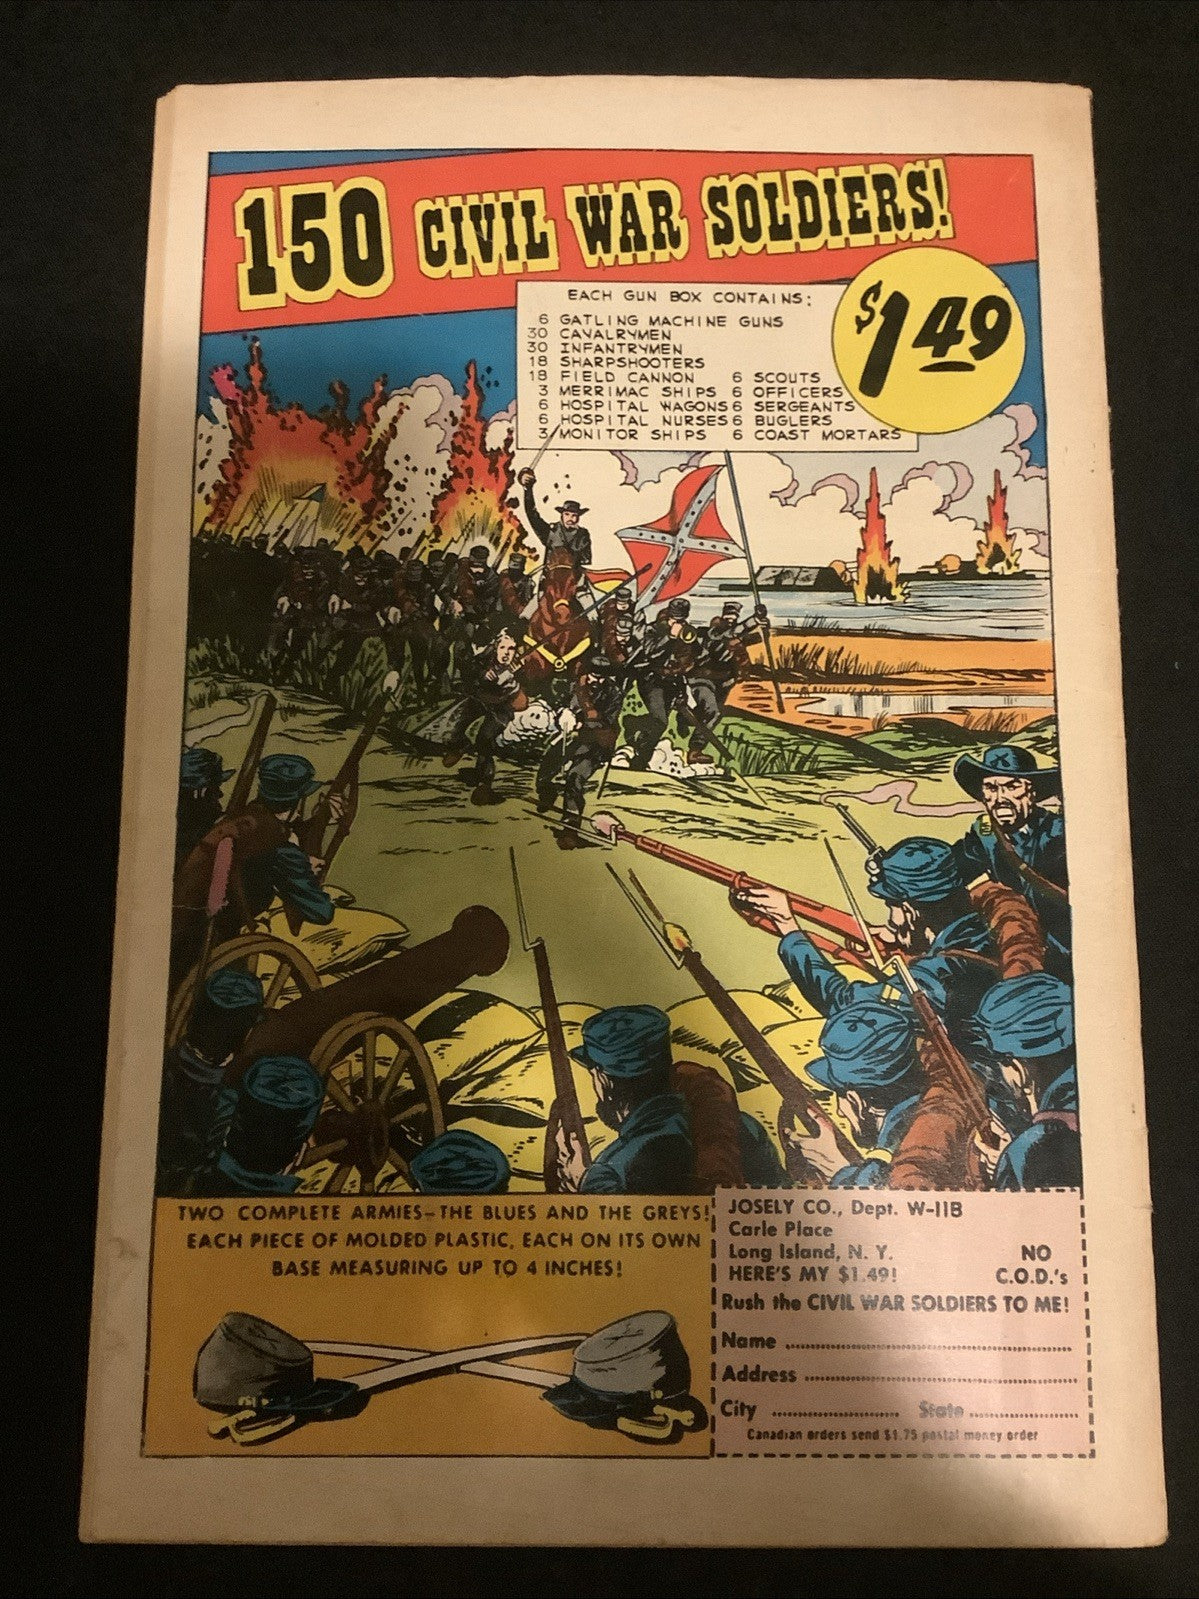 150 CIVIL WAR SOLDIERS!
$1.49
EACH GUN BOX CONTAINS:
6 GATLING MACHINE GUNS
30 CAVALRYMEN
30 INFANTRYMEN
18 SHARPSHOOTERS
18 FIELD CANNON 6 SCOUTS
3 MERRIMAC SHIPS 6 OFFICERS
6 HOSPITAL WAGONS 6 SERGEANTS
6 HOSPITAL NURSES 6 BUGLERS
3 MONITOR SHIPS 6 COAST MORTARS
TWO COMPLETE ARMIES-THE BLUES AND THE GREYS!
EACH PIECE OF MOLDED PLASTIC, EACH ON ITS OWN
BASE MEASURING UP TO 4 INCHES!
JOSELY CO., Dept. W-11B
Carle Place
Long Island, N. Y.
HERE'S MY $1.49!
NO
C.O.D.'s
Rush the CIVIL WAR SOLDIERS TO ME!
Name
Address
City State
Canadian orders send $1.75 postal money order